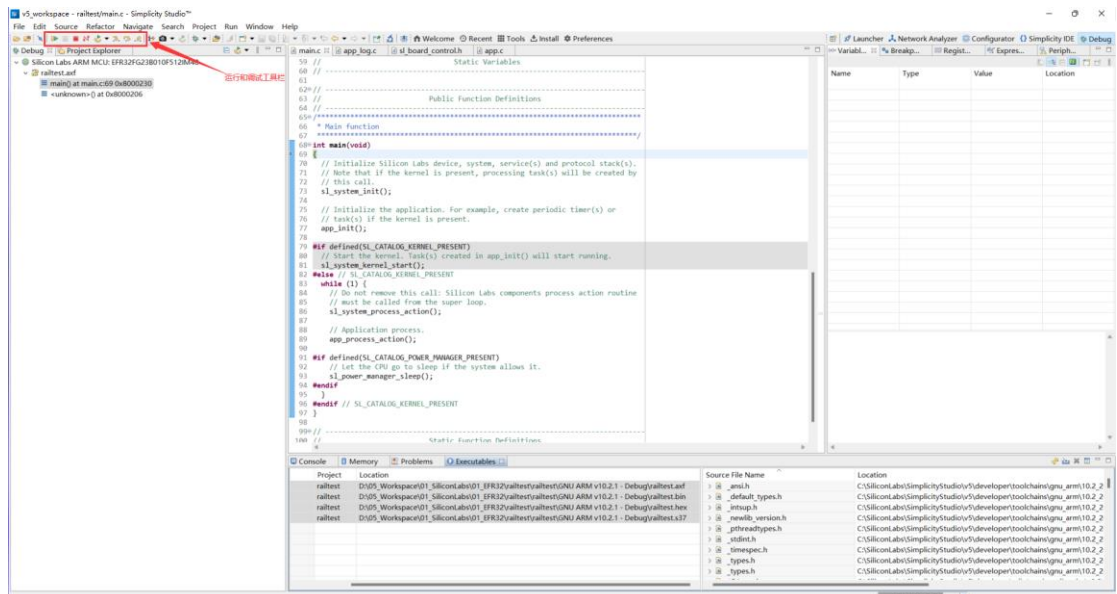 v5_workspace - railtest/main.c - Simplicity Studio™
File Edit Source Refactor Navigate Search Project Run Window Help
Welcome Recent Tools Install Preferences
Launcher Network Analyzer Configurator Simplicity IDE Debug
Debug Project Explorer
Silicon Labs ARM MCU: EFR32FG23B010F512IM48
railtest.axf
main() at main.c:69 0x8000230
<unknown>() at 0x8000206
运行和调试工具栏
main.c app_log.c sl_board_control.h app.c
59 // Static Variables
60 // -----------------------------------------------------------------------------
61
62 // -----------------------------------------------------------------------------
63 // Public Function Definitions
64 // -----------------------------------------------------------------------------
65 /******************************************************************************
66 * Main function
67 *****************************************************************************/
68 int main(void)
69 {
70 // Initialize Silicon Labs device, system, service(s) and protocol stack(s).
71 // Note that if the kernel is present, processing task(s) will be created by
72 // this call.
73 sl_system_init();
74
75 // Initialize the application. For example, create periodic timer(s) or
76 // task(s) if the kernel is present.
77 app_init();
78
79 #if defined(SL_CATALOG_KERNEL_PRESENT)
80 // Start the kernel. Task(s) created in app_init() will start running.
81 sl_system_kernel_start();
82 #else // SL_CATALOG_KERNEL_PRESENT
83 while (1) {
84 // Do not remove this call: Silicon Labs components process action routine
85 // must be called from the super loop.
86 sl_system_process_action();
87
88 // Application process.
89 app_process_action();
90
91 #if defined(SL_CATALOG_POWER_MANAGER_PRESENT)
92 // Let the CPU go to sleep if the system allows it.
93 sl_power_manager_sleep();
94 #endif
95 }
96 #endif // SL_CATALOG_KERNEL_PRESENT
97 }
98
99 // -----------------------------------------------------------------------------
100 // Static Function Definitions
Variabl... Breakp... Regist... Expres... Periph...
Name Type Value Location
Console Memory Problems Executables
Project Location
railtest D:\05_Workspace\01_SiliconLabs\01_EFR32\railtest\railtest\GNU ARM v10.2.1 - Debug\railtest.axf
railtest D:\05_Workspace\01_SiliconLabs\01_EFR32\railtest\railtest\GNU ARM v10.2.1 - Debug\railtest.bin
railtest D:\05_Workspace\01_SiliconLabs\01_EFR32\railtest\railtest\GNU ARM v10.2.1 - Debug\railtest.hex
railtest D:\05_Workspace\01_SiliconLabs\01_EFR32\railtest\railtest\GNU ARM v10.2.1 - Debug\railtest.s37
Source File Name Location
_ansi.h C:\SiliconLabs\SimplicityStudio\v5\developer\toolchains\gnu_arm\10.2_2
_default_types.h C:\SiliconLabs\SimplicityStudio\v5\developer\toolchains\gnu_arm\10.2_2
_intsup.h C:\SiliconLabs\SimplicityStudio\v5\developer\toolchains\gnu_arm\10.2_2
_newlib_version.h C:\SiliconLabs\SimplicityStudio\v5\developer\toolchains\gnu_arm\10.2_2
_pthreadtypes.h C:\SiliconLabs\SimplicityStudio\v5\developer\toolchains\gnu_arm\10.2_2
_stdint.h C:\SiliconLabs\SimplicityStudio\v5\developer\toolchains\gnu_arm\10.2_2
_timespec.h C:\SiliconLabs\SimplicityStudio\v5\developer\toolchains\gnu_arm\10.2_2
_types.h C:\SiliconLabs\SimplicityStudio\v5\developer\toolchains\gnu_arm\10.2_2
_types.h C:\SiliconLabs\SimplicityStudio\v5\developer\toolchains\gnu_arm\10.2_2